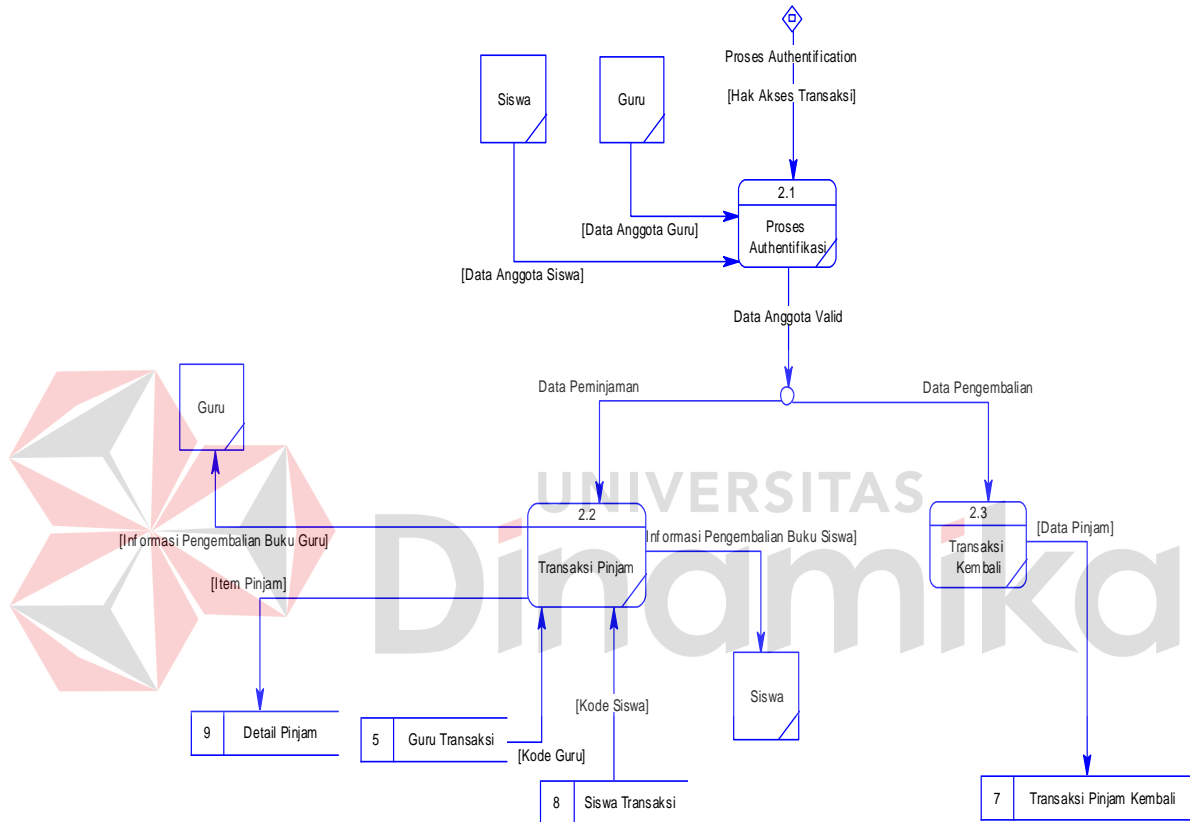 Proses Authentification
[Hak Akses Transaksi]
Siswa
Guru
2.1
Proses
Authentifikasi
[Data Anggota Guru]
[Data Anggota Siswa]
Data Anggota Valid
Data Peminjaman
Data Pengembalian
Guru
UNIVERSITAS
Dinamika
2.2
Transaksi Pinjam
2.3
Transaksi
Kembali
[Data Pinjam]
[Informasi Pengembalian Buku Guru]
Informasi Pengembalian Buku Siswa]
[Item Pinjam]
Siswa
[Kode Siswa]
9
Detail Pinjam
5
Guru Transaksi
[Kode Guru]
8
Siswa Transaksi
7
Transaksi Pinjam Kembali